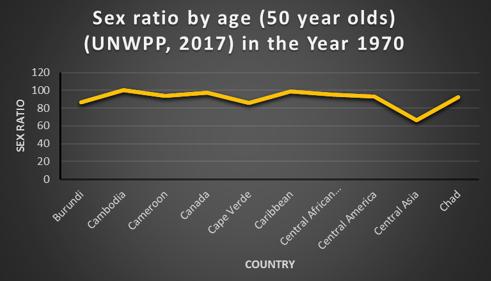 Sex ratio by age (50 year olds)
(UNWPP, 2017) in the Year 1970
120
100
80
60
40
20
0
SEX RATIO
Burundi
Cambodia
Cameroon
Canada
Cape Verde
Caribbean
Central African...
Central America
Central Asia
Chad
COUNTRY